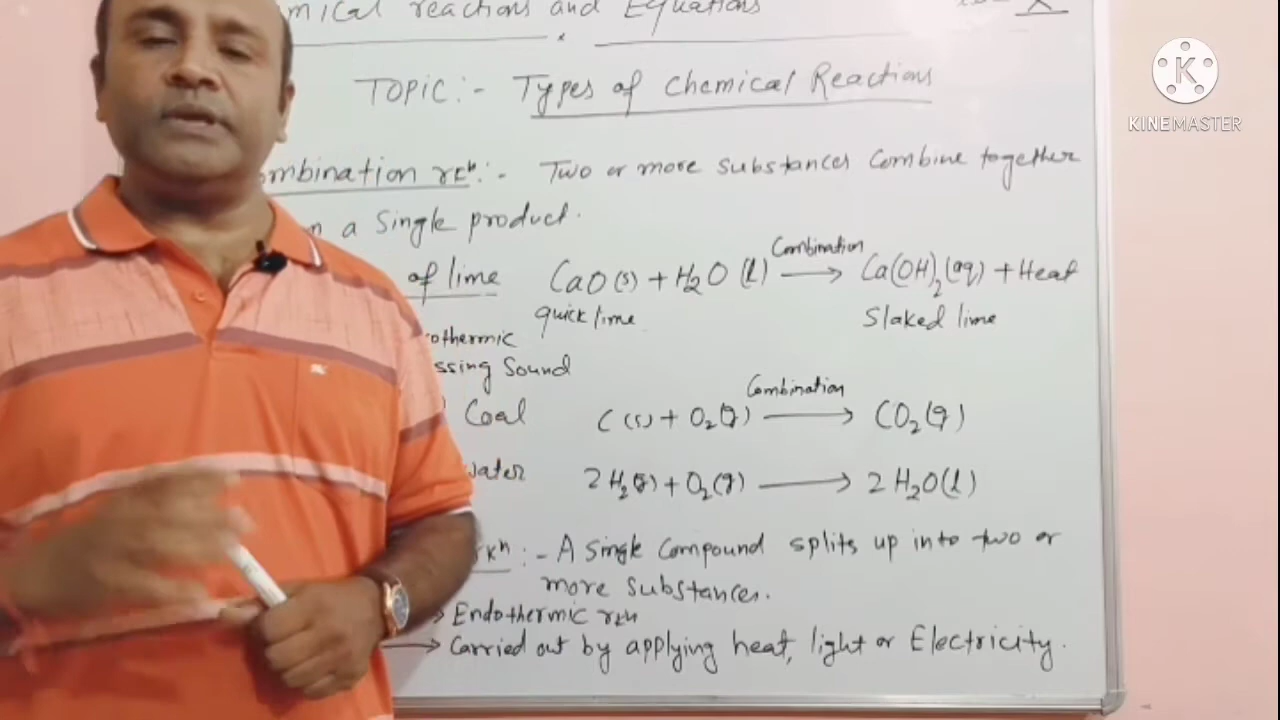 mical reactions and Equations
TOPIC:- Types of Chemical Reactions
ombination rxn:- Two or more substances combine together
a single product.
of lime CaO(s) + H2O (l) Combination → Ca(OH)2(aq) + Heat
quick lime Slaked lime
othermic
ssing Sound
Coal C(s) + O2(g) Combination → CO2(g)
water 2H2(g) + O2(g) → 2H2O(l)
rxn:- A single compound splits up into two or
more substances.
Endothermic rxn
→ Carried out by applying heat, light or Electricity.
KINEMASTER